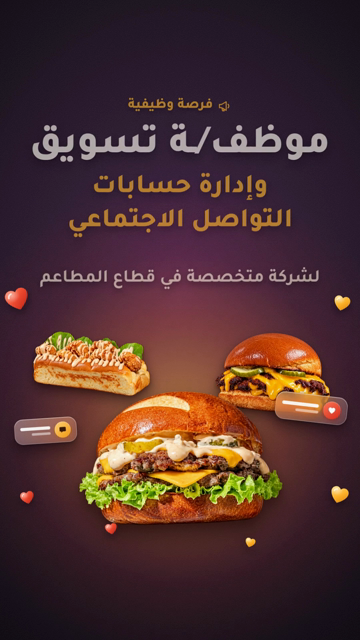 فرصة وظيفية
موظف/ة تسويق
وإدارة حسابات
التواصل الاجتماعي
لشركة متخصصة في قطاع المطاعم